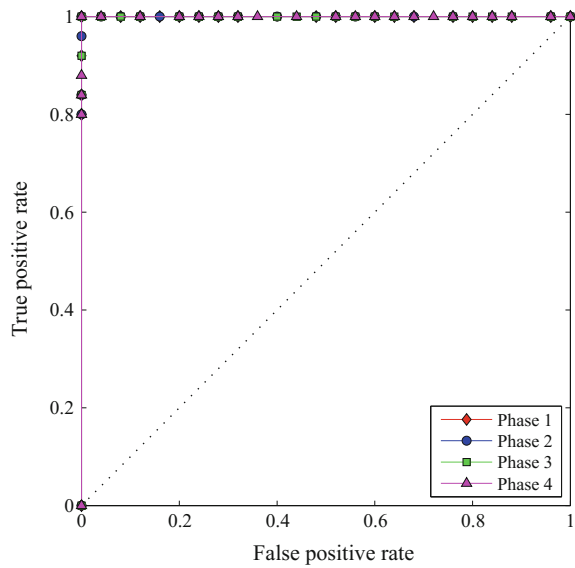 1
0.8
0.6
0.4
0.2
0
0
0.2
0.4
0.6
0.8
1
True positive rate
False positive rate
Phase 1
Phase 2
Phase 3
Phase 4